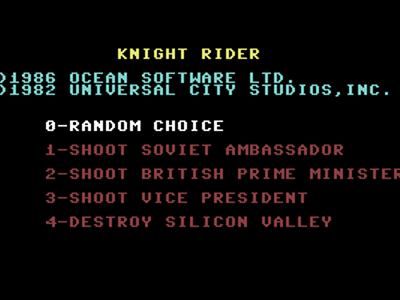 KNIGHT RIDER
)1986 OCEAN SOFTWARE LTD.
)1982 UNIVERSAL CITY STUDIOS,INC.
0-RANDOM CHOICE
1-SHOOT SOVIET AMBASSADOR
2-SHOOT BRITISH PRIME MINISTER
3-SHOOT VICE PRESIDENT
4-DESTROY SILICON VALLEY